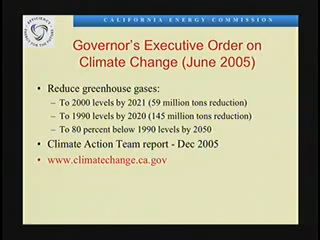 CALIFORNIA ENERGY COMMISSION
Governor's Executive Order on
Climate Change (June 2005)
• Reduce greenhouse gases:
– To 2000 levels by 2021 (59 million tons reduction)
– To 1990 levels by 2020 (145 million tons reduction)
– To 80 percent below 1990 levels by 2050
• Climate Action Team report - Dec 2005
• www.climatechange.ca.gov